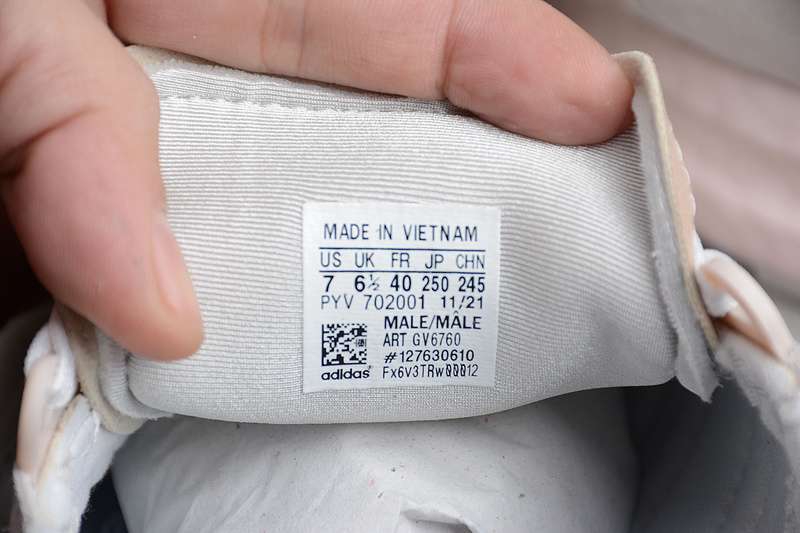 MADE IN VIETNAM
US UK FR JP CHN
7 6½ 40 250 245
PYV 702001 11/21
MALE/MÂLE
ART GV6760
#127630610
adidas® Fx6v3TRw00012